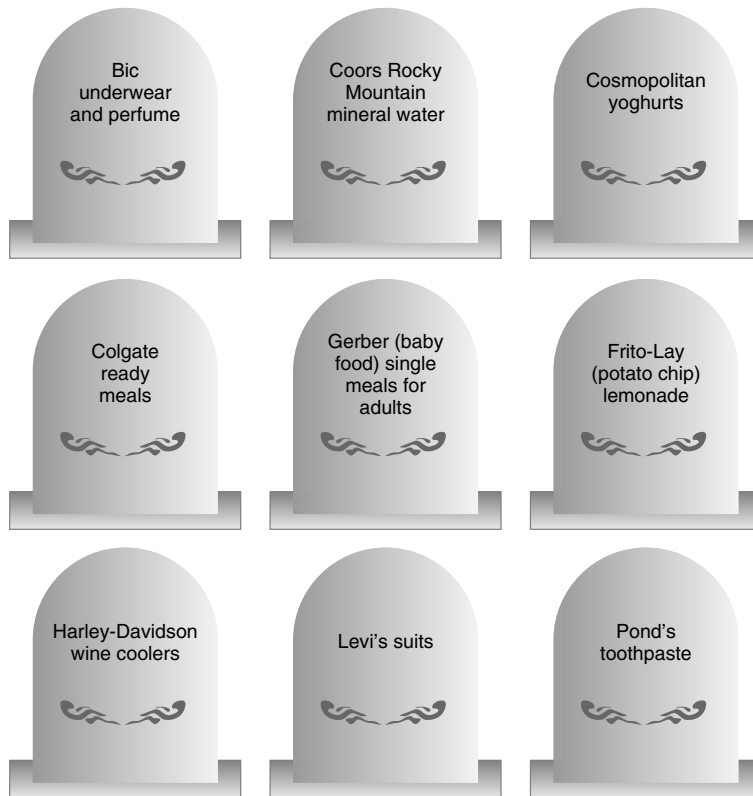 Bic
underwear
and perfume
Coors Rocky
Mountain
mineral water
Cosmopolitan
yoghurts
Colgate
ready
meals
Gerber (baby
food) single
meals for
adults
Frito-Lay
(potato chip)
lemonade
Harley-Davidson
wine coolers
Levi’s suits
Pond’s
toothpaste